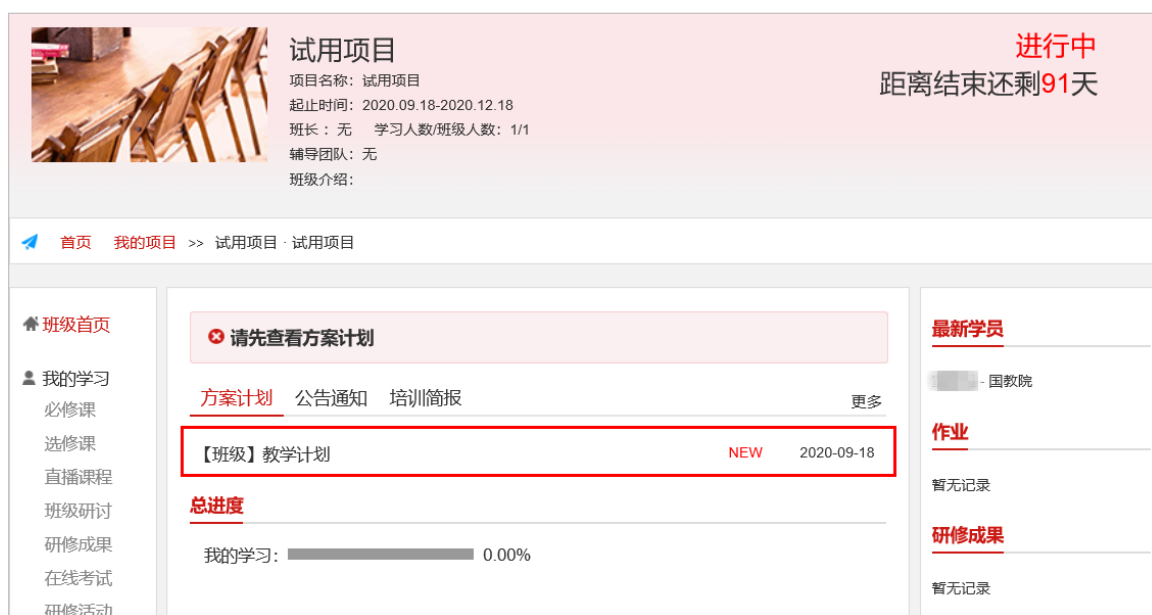 试用项目
项目名称：试用项目
起止时间：2020.09.18-2020.12.18
班长 ：无 学习人数/班级人数：1/1
辅导团队：无
班级介绍：
进行中
距离结束还剩91天
首页 我的项目 >> 试用项目 · 试用项目
班级首页
我的学习
必修课
选修课
直播课程
班级研讨
研修成果
在线考试
研修活动
请先查看方案计划
方案计划 公告通知 培训简报 更多
【班级】教学计划 NEW 2020-09-18
总进度
我的学习： 0.00%
最新学员
- 国教院
作业
暂无记录
研修成果
暂无记录